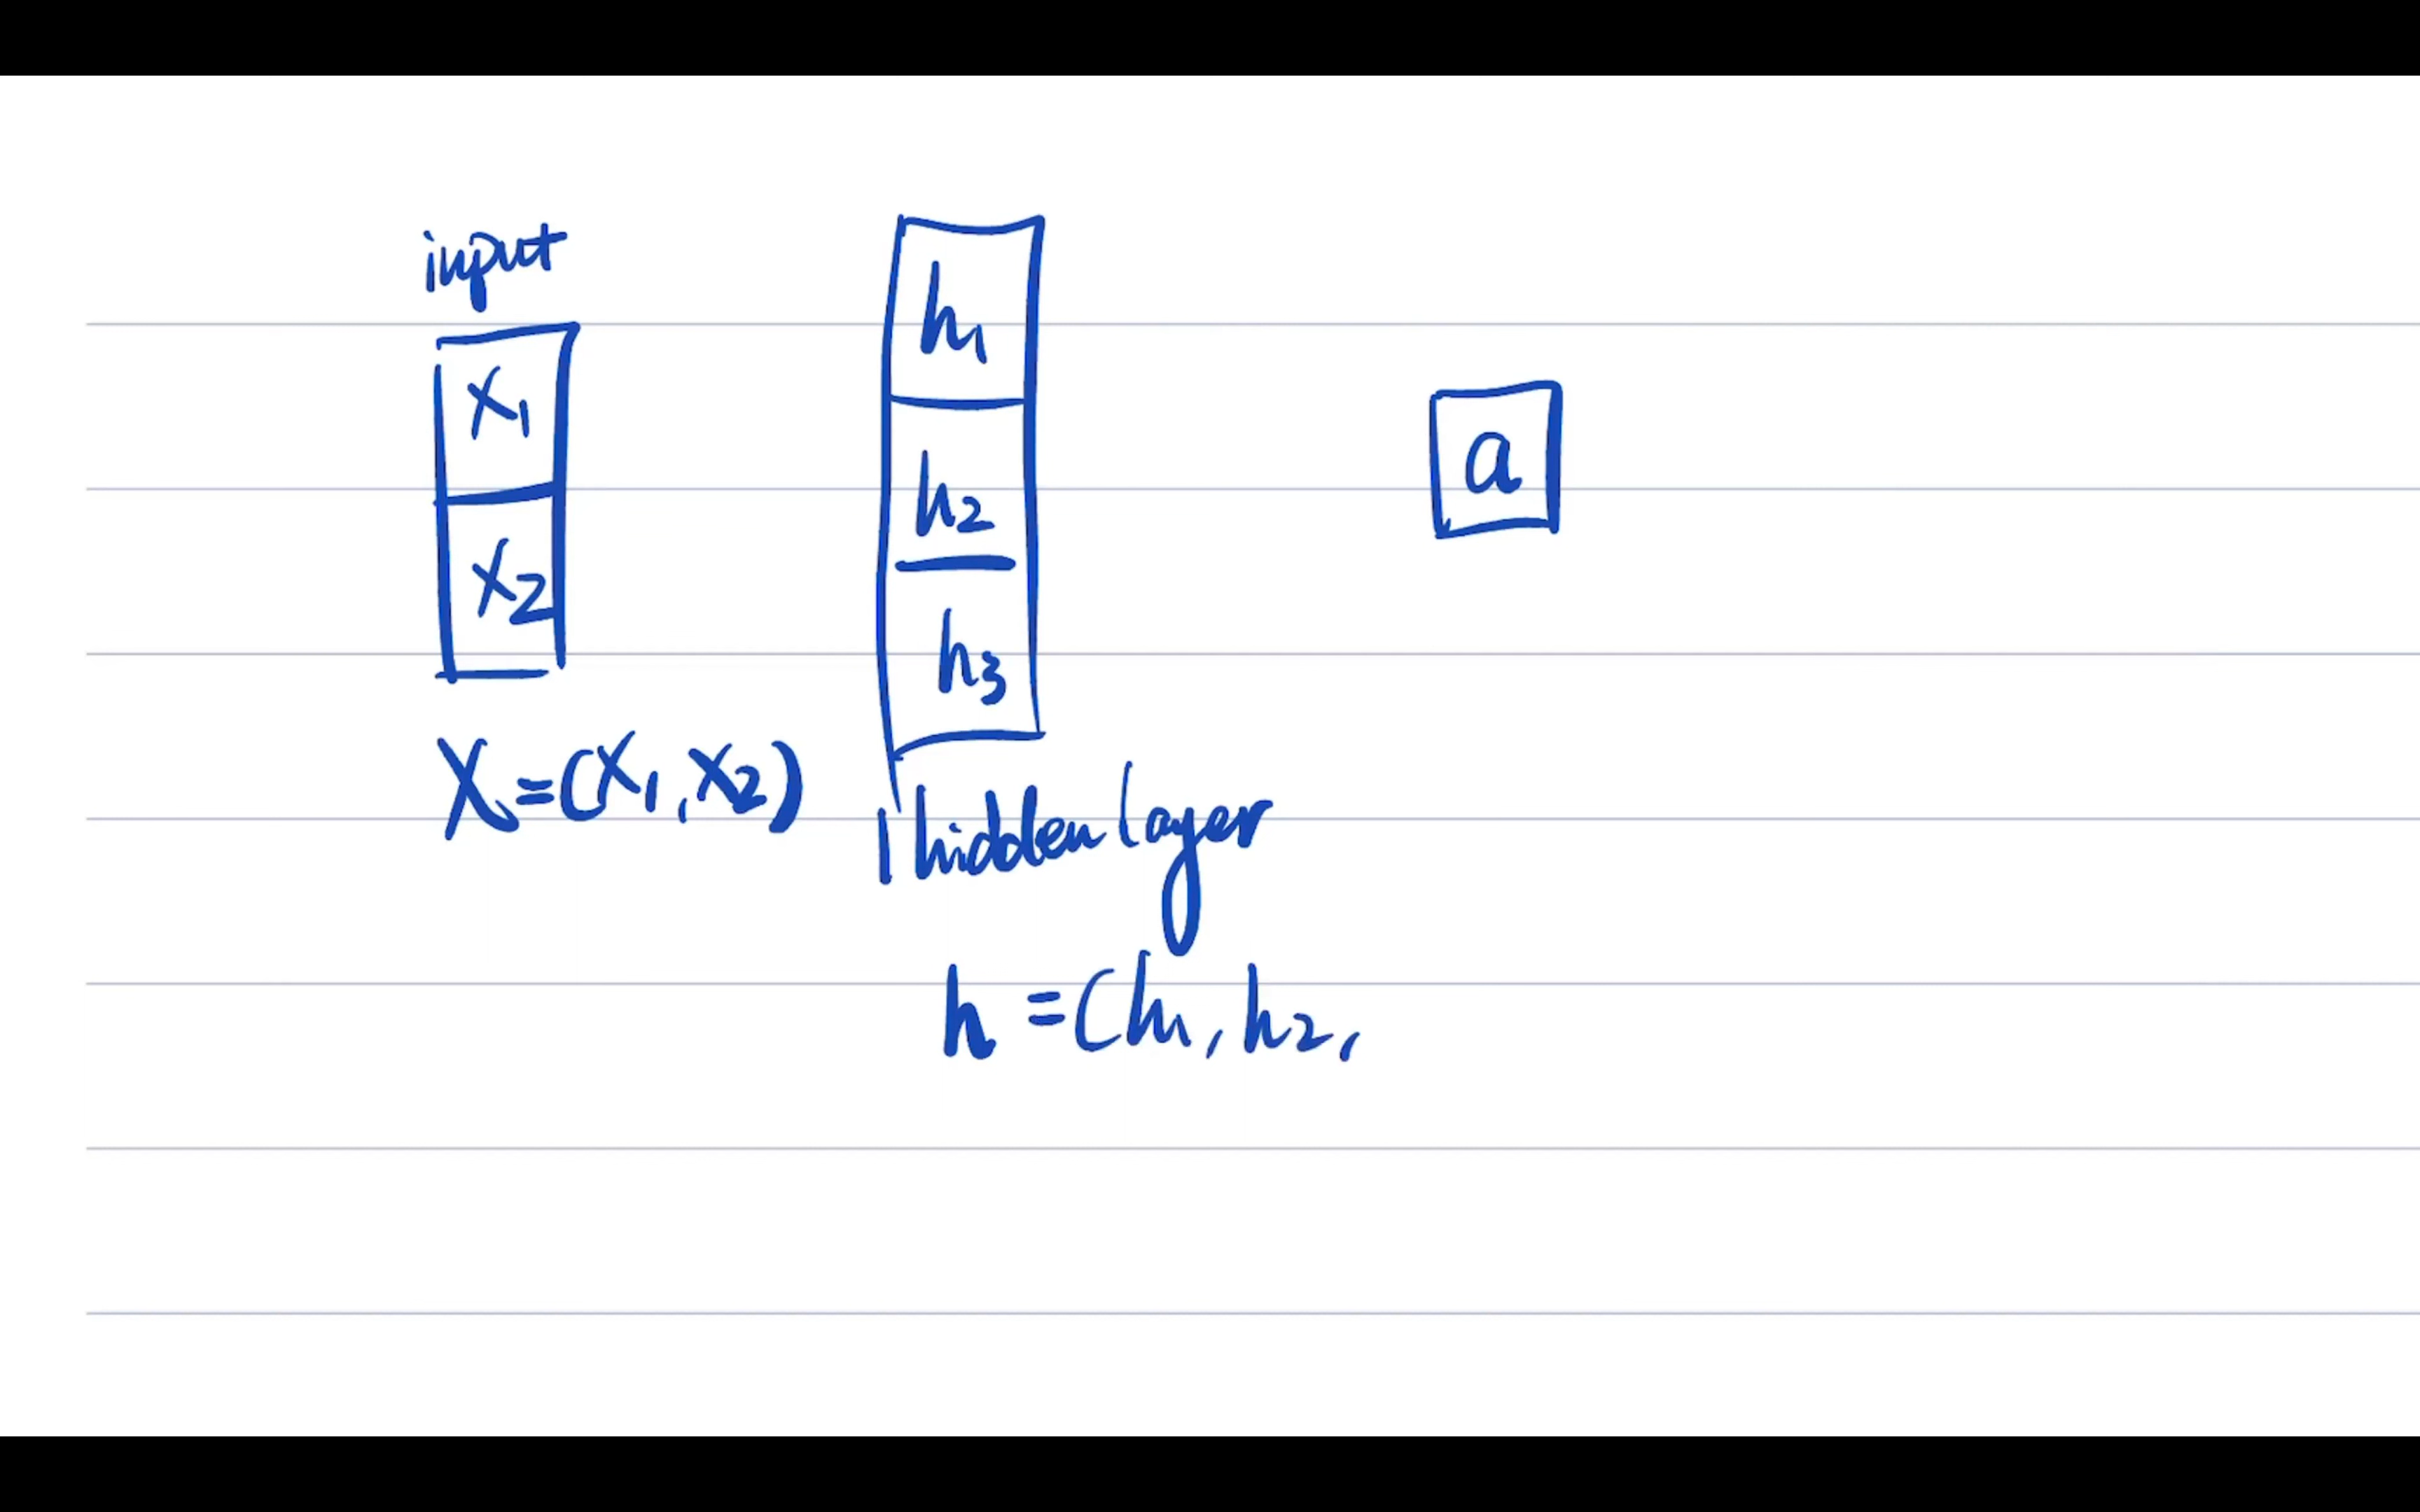 input
x1
x2
X=(x1,x2)
h1
h2
h3
1 hidden layer
h=(h1,h2,
a